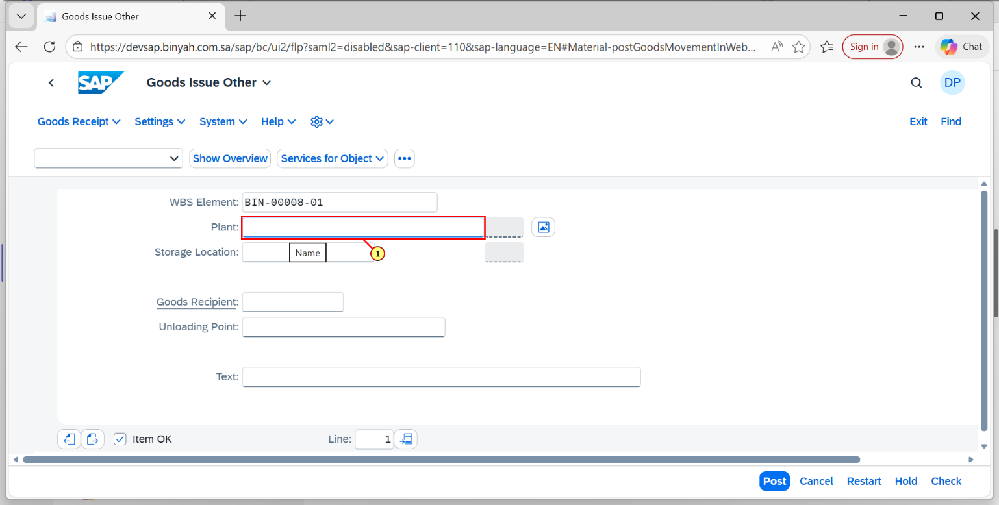 Goods Issue Other
https://devsap.binyah.com.sa/sap/bc/ui2/flp?saml2=disabled&sap-client=110&sap-language=EN#Material-postGoodsMovementInWeb...
Sign in
Chat
SAP
Goods Issue Other
DP
Goods Receipt
Settings
System
Help
Exit
Find
Show Overview
Services for Object
WBS Element: BIN-00008-01
Plant:
Storage Location:
Name
1
Goods Recipient:
Unloading Point:
Text:
Item OK
Line: 1
Post
Cancel
Restart
Hold
Check